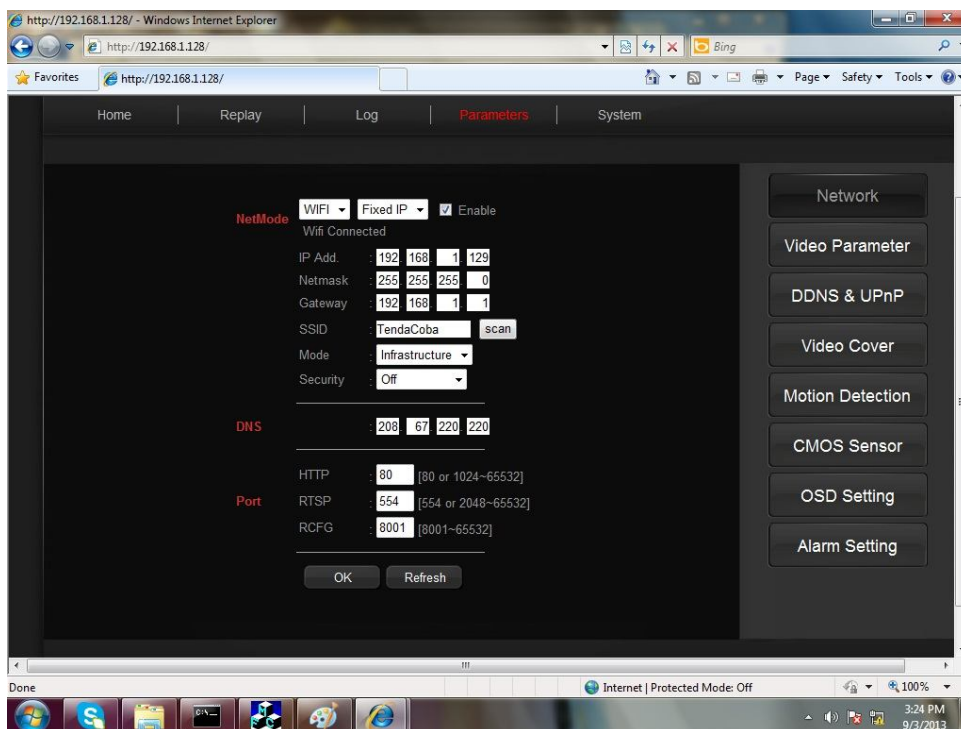 http://192.168.1.128/ - Windows Internet Explorer
http://192.168.1.128/ Bing
Favorites http://192.168.1.128/ Page Safety Tools
Home Replay Log Parameters System
NetMode WIFI Fixed IP Enable
Wifi Connected
IP Add. : 192. 168. 1. 129
Netmask : 255. 255. 255. 0
Gateway : 192. 168. 1. 1
SSID : TendaCoba scan
Mode : Infrastructure
Security : Off
DNS : 208. 67. 220. 220
HTTP : 80 [80 or 1024~65532]
Port RTSP : 554 [554 or 2048~65532]
RCFG : 8001 [8001~65532]
OK Refresh
Network
Video Parameter
DDNS & UPnP
Video Cover
Motion Detection
CMOS Sensor
OSD Setting
Alarm Setting
Done Internet | Protected Mode: Off 100%
3:24 PM
9/3/2013